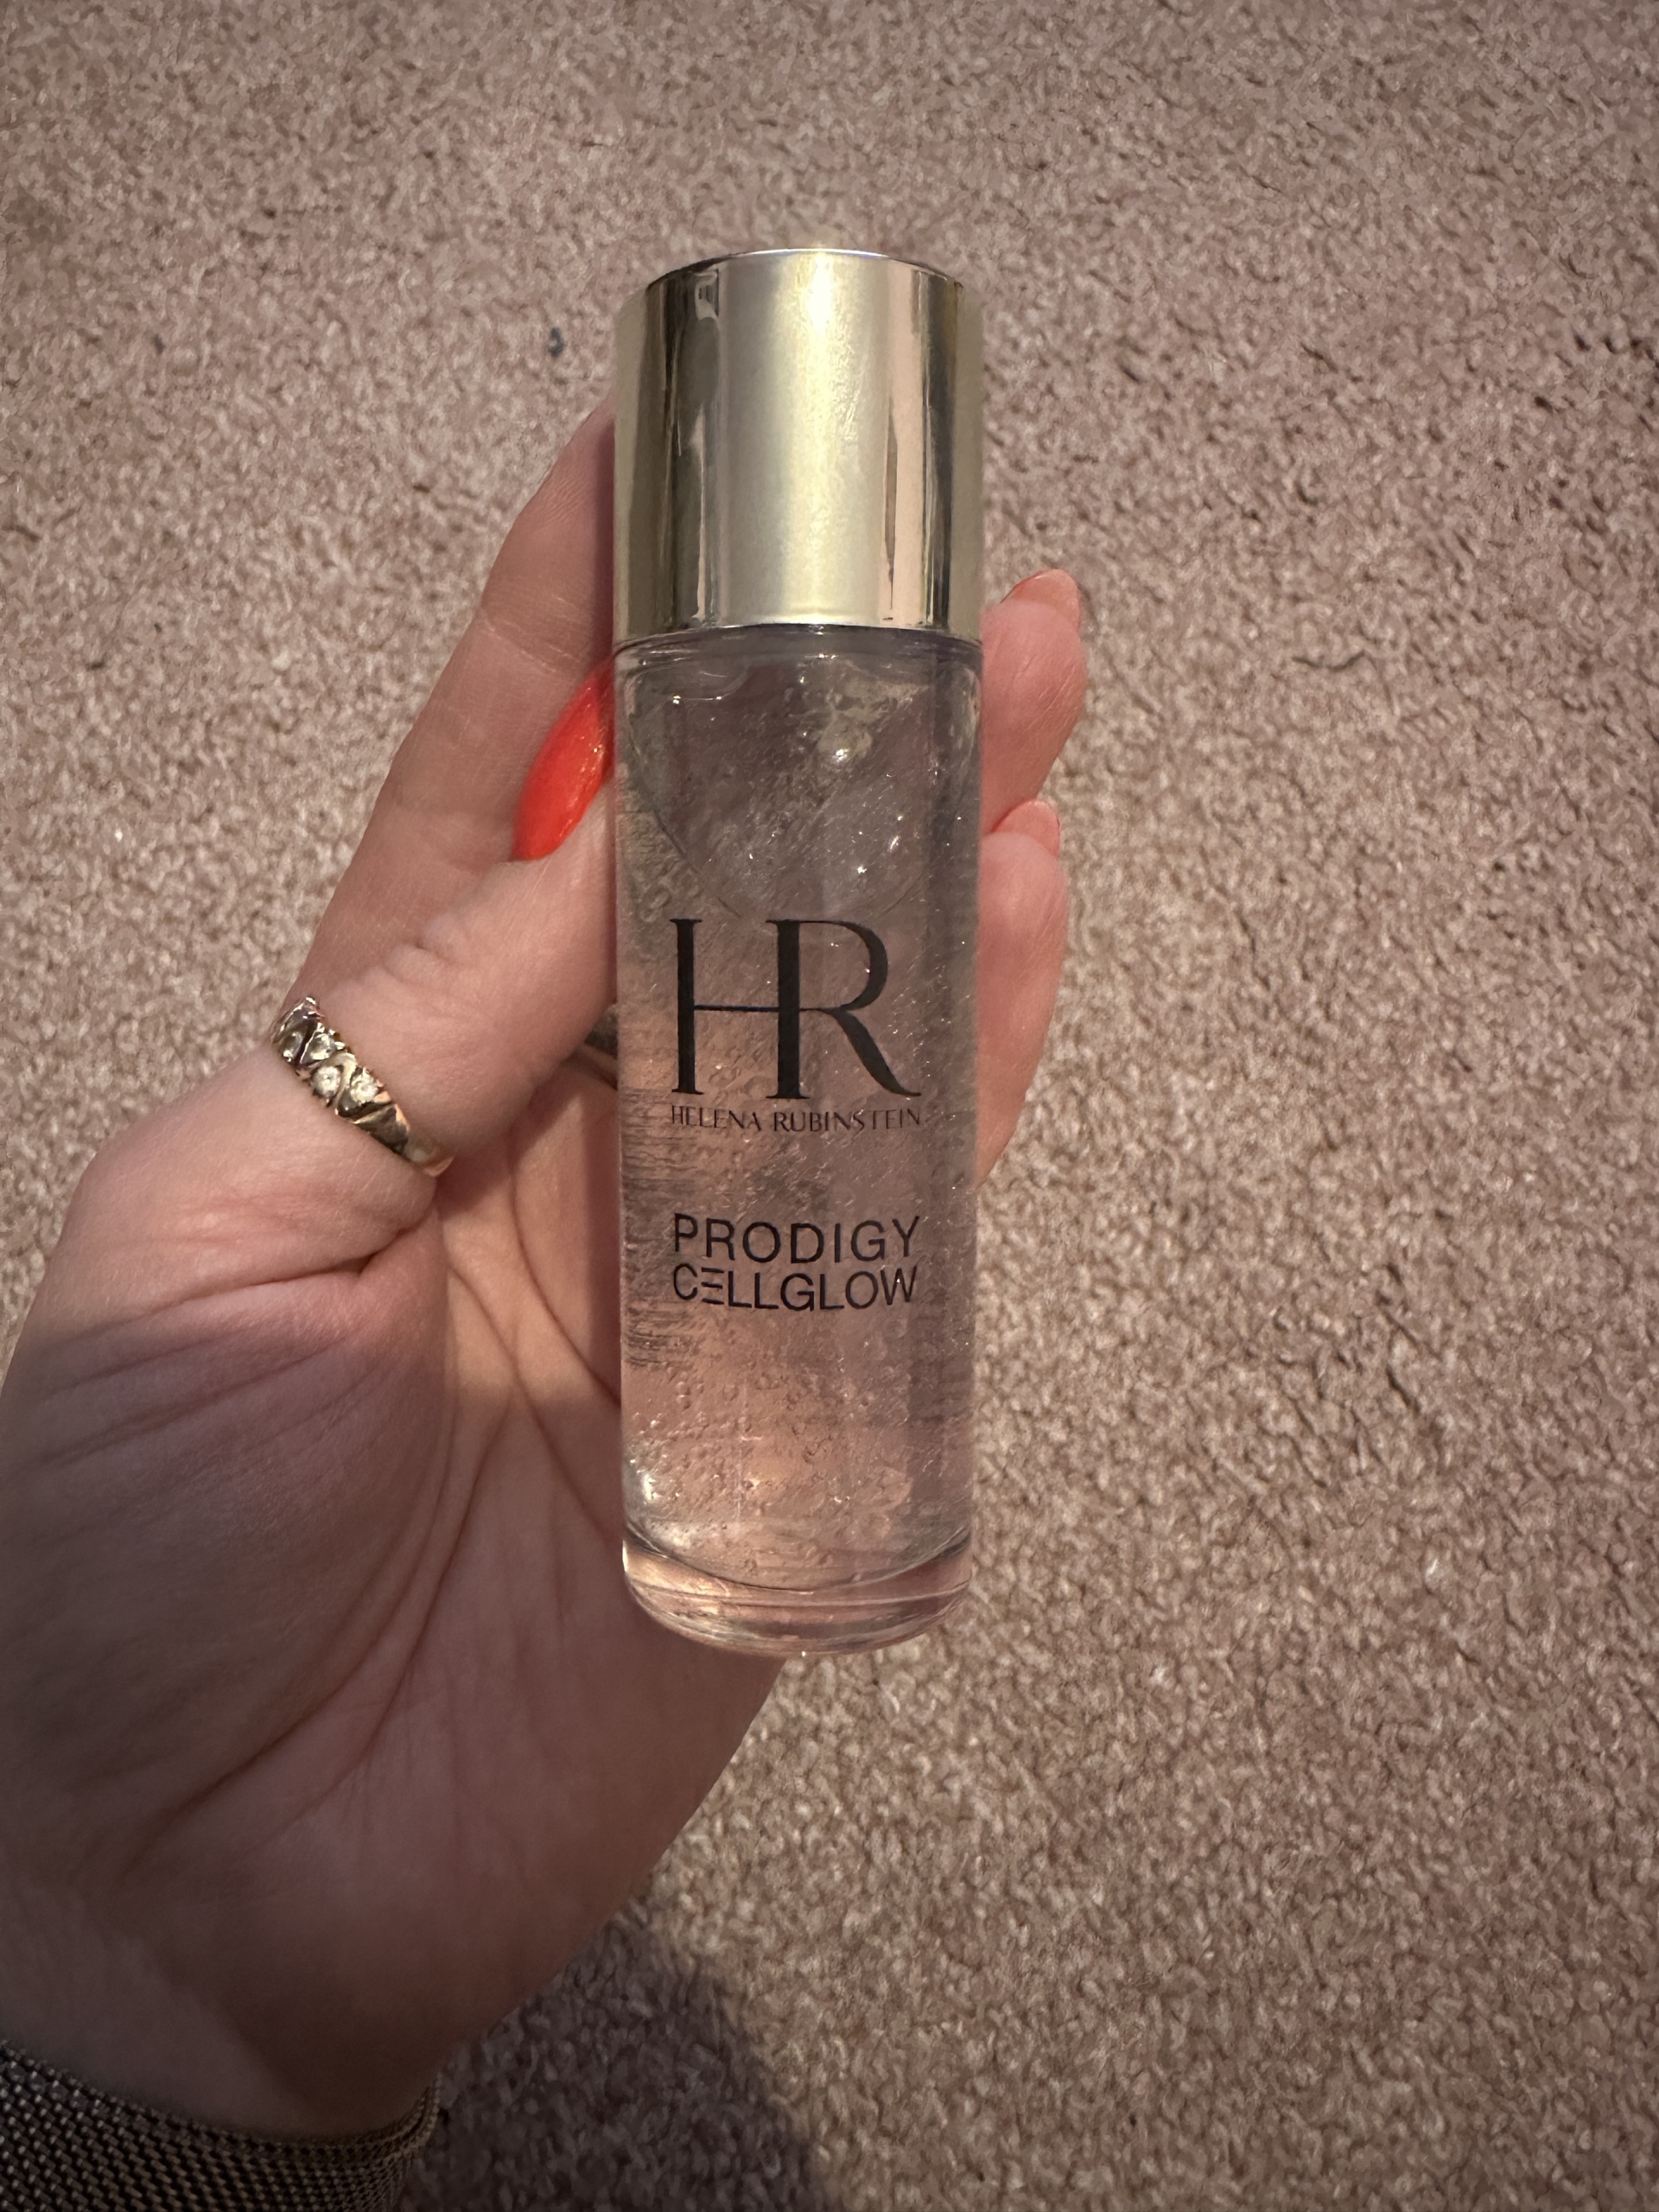 HR
HELENA RUBINSTEIN
PRODIGY
CELLGLOW